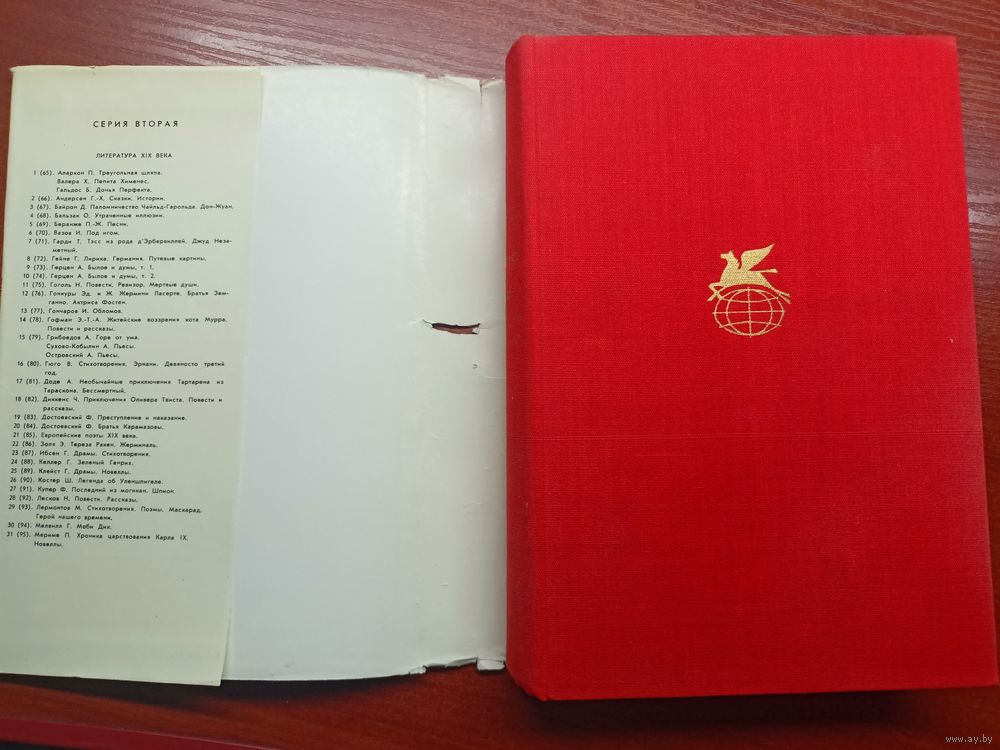 СЕРИЯ ВТОРАЯ
ЛИТЕРАТУРА XIX ВЕКА
1 (65). Аларкон П. Треугольная шляпа.
Валера Х. Пепита Хименес.
Гальдос Б. Донья Перфекта.
2 (66). Андерсен Г.-Х. Сказки. Истории.
3 (67). Байрон Д. Паломничество Чайльд-Гарольда. Дон-Жуан.
4 (68). Бальзак О. Утраченные иллюзии.
5 (69). Беранже П.-Ж. Песни.
6 (70). Вазов И. Под игом.
7 (71). Гарди Т. Тэсс из рода д'Эрбервиллей. Джуд Неза-
метный.
8 (72). Гейне Г. Лирика. Германия. Путевые картины.
9 (73). Герцен А. Былое и думы, т. 1.
10 (74). Герцен А. Былое и думы, т. 2.
11 (75). Гоголь Н. Повести. Ревизор. Мертвые души.
12 (76). Гонкуры Эд. и Ж. Жермини Ласерте. Братья Зем-
ганно. Актриса Фостен.
13 (77). Гончаров И. Обломов.
14 (78). Гофман Э.-Т.-А. Житейские воззрения кота Мурра.
Повести и рассказы.
15 (79). Грибоедов А. Горе от ума.
Сухово-Кобылин А. Пьесы.
Островский А. Пьесы.
16 (80). Гюго В. Стихотворения. Эрнани. Девяносто третий
год.
17 (81). Доде А. Необычайные приключения Тартарена из
Тараскона. Бессмертный.
18 (82). Диккенс Ч. Приключения Оливера Твиста. Повести и
рассказы.
19 (83). Достоевский Ф. Преступление и наказание.
20 (84). Достоевский Ф. Братья Карамазовы.
21 (85). Европейские поэты XIX века.
22 (86). Золя Э. Тереза Ракен. Жерминаль.
23 (87). Ибсен Г. Драмы. Стихотворения.
24 (88). Келлер Г. Зеленый Генрих.
25 (89). Клейст Г. Драмы. Новеллы.
26 (90). Костер Ш. Легенда об Уленшпигеле.
27 (91). Купер Ф. Последний из могикан. Шпион.
28 (92). Лесков Н. Повести. Рассказы.
29 (93). Лермонтов М. Стихотворения. Поэмы. Маскарад.
Герой нашего времени.
30 (94). Мелвилл Г. Моби Дик.
31 (95). Мериме П. Хроника царствования Карла IX.
Новеллы.
www.ay.by